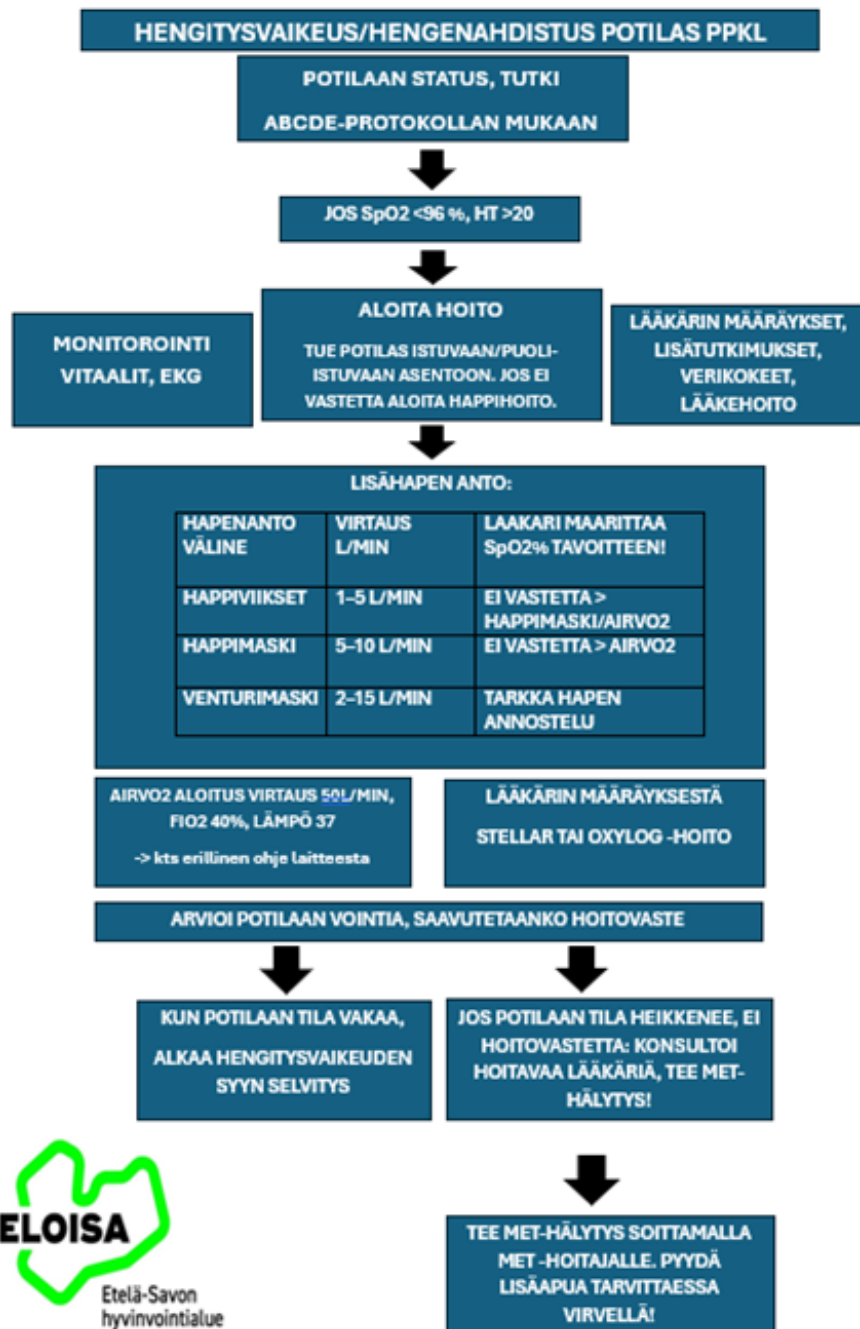 HENGITYSVAIKEUS/HENGENAHDISTUS POTILAS PPKL
POTILAAN STATUS, TUTKI
ABCDE-PROTOKOLLAN MUKAAN
JOS SpO2 <96 %, HT >20
MONITOROINTI
VITAALIT, EKG
ALOITA HOITO
TUE POTILAS ISTUVAAN/PUOLI-
ISTUVAAN ASENTOON. JOS EI
VASTETTA ALOITA HAPPIHOITO.
LÄÄKÄRIN MÄÄRÄYKSET,
LISÄTUTKIMUKSET,
VERIKOKEET,
LÄÄKEHOITO
LISÄHAPEN ANTO:
HAPENANTO
VÄLINE
VIRTAUS
L/MIN
LÄÄKÄRI MÄÄRITTÄÄ
SpO2% TAVOITTEEN!
HAPPIVIIKSET
1–5 L/MIN
EI VASTETTA >
HAPPIMASKI/AIRVO2
HAPPIMASKI
5–10 L/MIN
EI VASTETTA > AIRVO2
VENTURIMASKI
2–15 L/MIN
TARKKA HAPEN
ANNOSTELU
AIRVO2 ALOITUS VIRTAUS 50L/MIN,
FIO2 40%, LÄMPÖ 37
-> kts erillinen ohje laitteesta
LÄÄKÄRIN MÄÄRÄYKSESTÄ
STELLAR TAI OXYLOG -HOITO
ARVIOI POTILAAN VOINTIA, SAAVUTETAANKO HOITOVASTE
KUN POTILAAN TILA VAKAA,
ALKAA HENGITYSVAIKEUDEN
SYYN SELVITYS
JOS POTILAAN TILA HEIKKENEE, EI
HOITOVASTETTA: KONSULTOI
HOITAVAA LÄÄKÄRIÄ, TEE MET-
HÄLYTYS!
TEE MET-HÄLYTYS SOITTAMALLA
MET -HOITAJALLE. PYYDÄ
LISÄAPUA TARVITTAESSA
VIRVELLÄ!
ELOISA
Etelä-Savon
hyvinvointialue